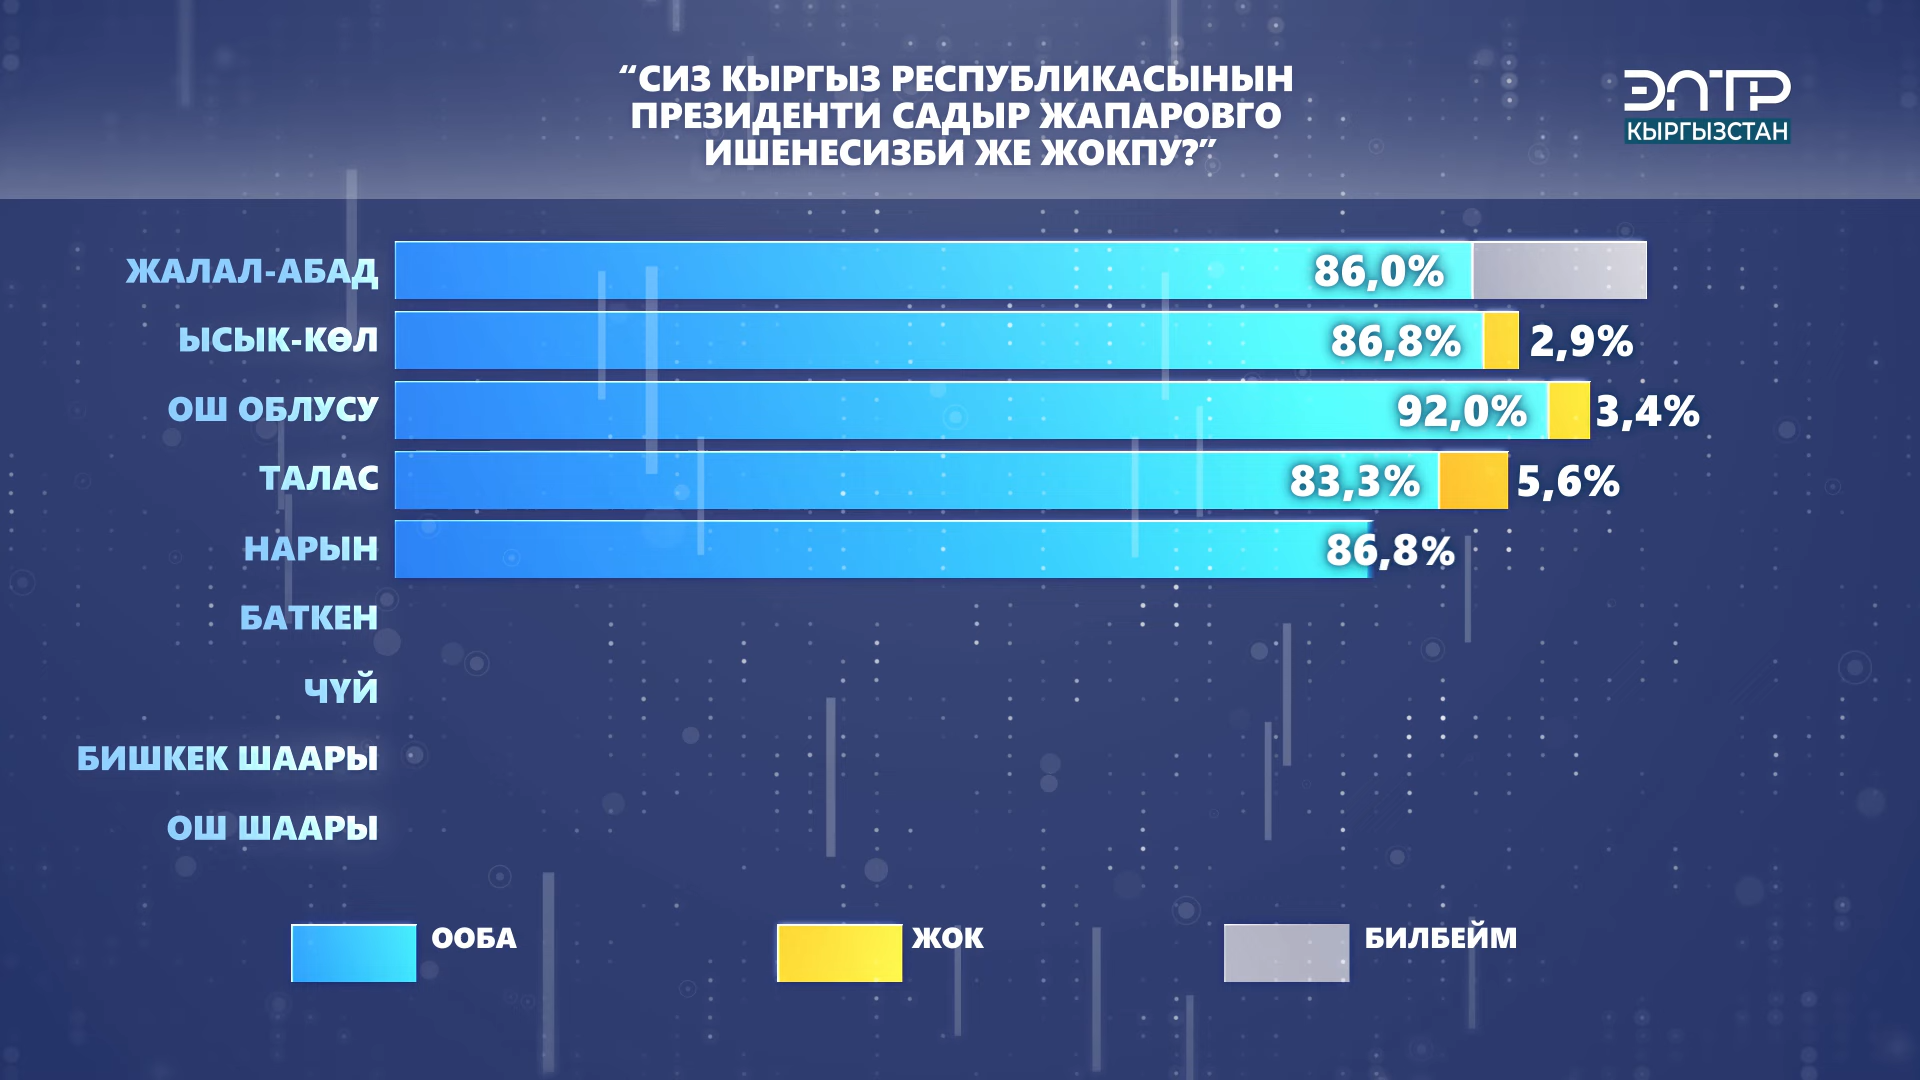 “СИЗ КЫРГЫЗ РЕСПУБЛИКАСЫНЫН
ПРЕЗИДЕНТИ САДЫР ЖАПАРОВГО
ИШЕНЕСИЗБИ ЖЕ ЖОКПУ?”
ЭЛТР
КЫРГЫЗСТАН
ЖАЛАЛ-АБАД 86,0%
ЫСЫК-КӨЛ 86,8% 2,9%
ОШ ОБЛУСУ 92,0% 3,4%
ТАЛАС 83,3% 5,6%
НАРЫН 86,8%
БАТКЕН
ЧҮЙ
БИШКЕК ШААРЫ
ОШ ШААРЫ
ООБА ЖОК БИЛБЕЙМ